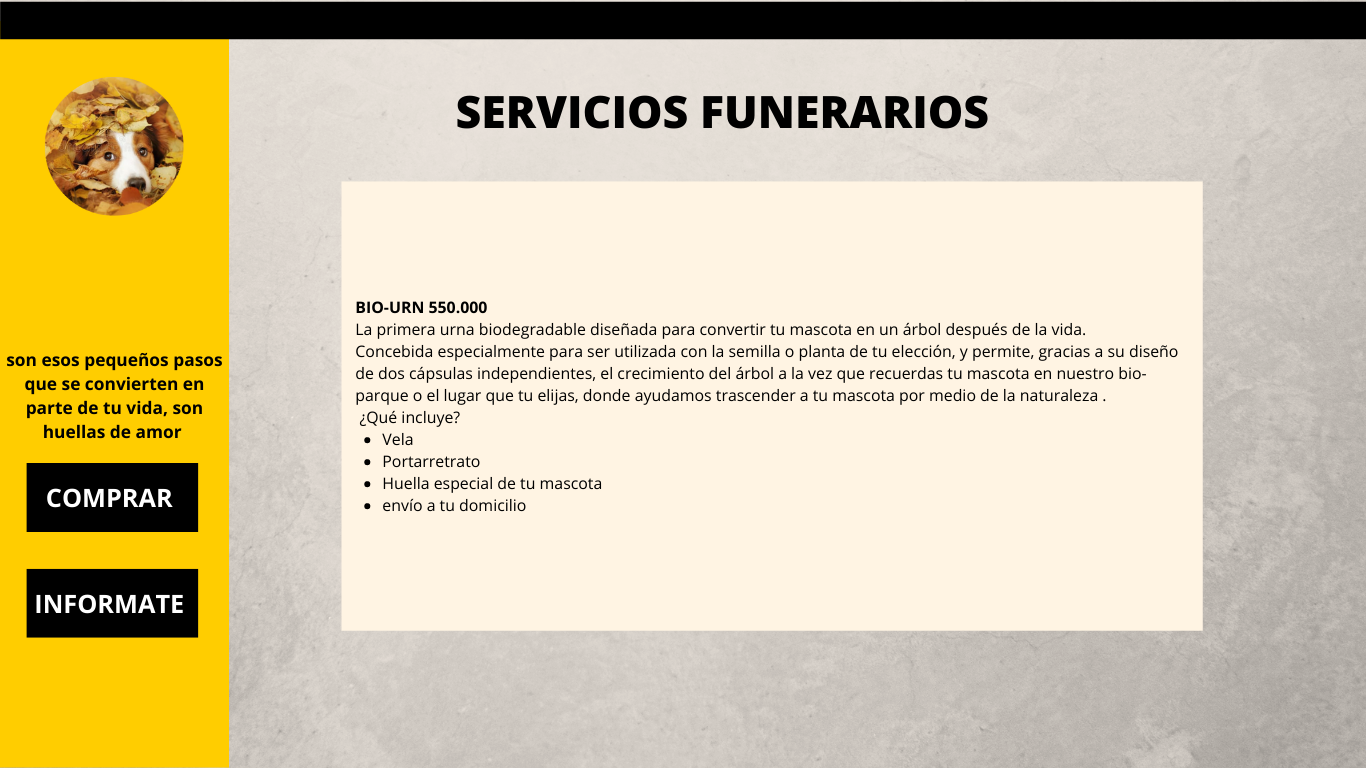 SERVICIOS FUNERARIOS
BIO-URN 550.000
La primera urna biodegradable diseñada para convertir tu mascota en un árbol después de la vida.
Concebida especialmente para ser utilizada con la semilla o planta de tu elección, y permite, gracias a su diseño
de dos cápsulas independientes, el crecimiento del árbol a la vez que recuerdas tu mascota en nuestro bio-
parque o el lugar que tu elijas, donde ayudamos trascender a tu mascota por medio de la naturaleza .
¿Qué incluye?
• Vela
• Portarretrato
• Huella especial de tu mascota
• envío a tu domicilio
son esos pequeños pasos
que se convierten en
parte de tu vida, son
huellas de amor
COMPRAR
INFORMATE